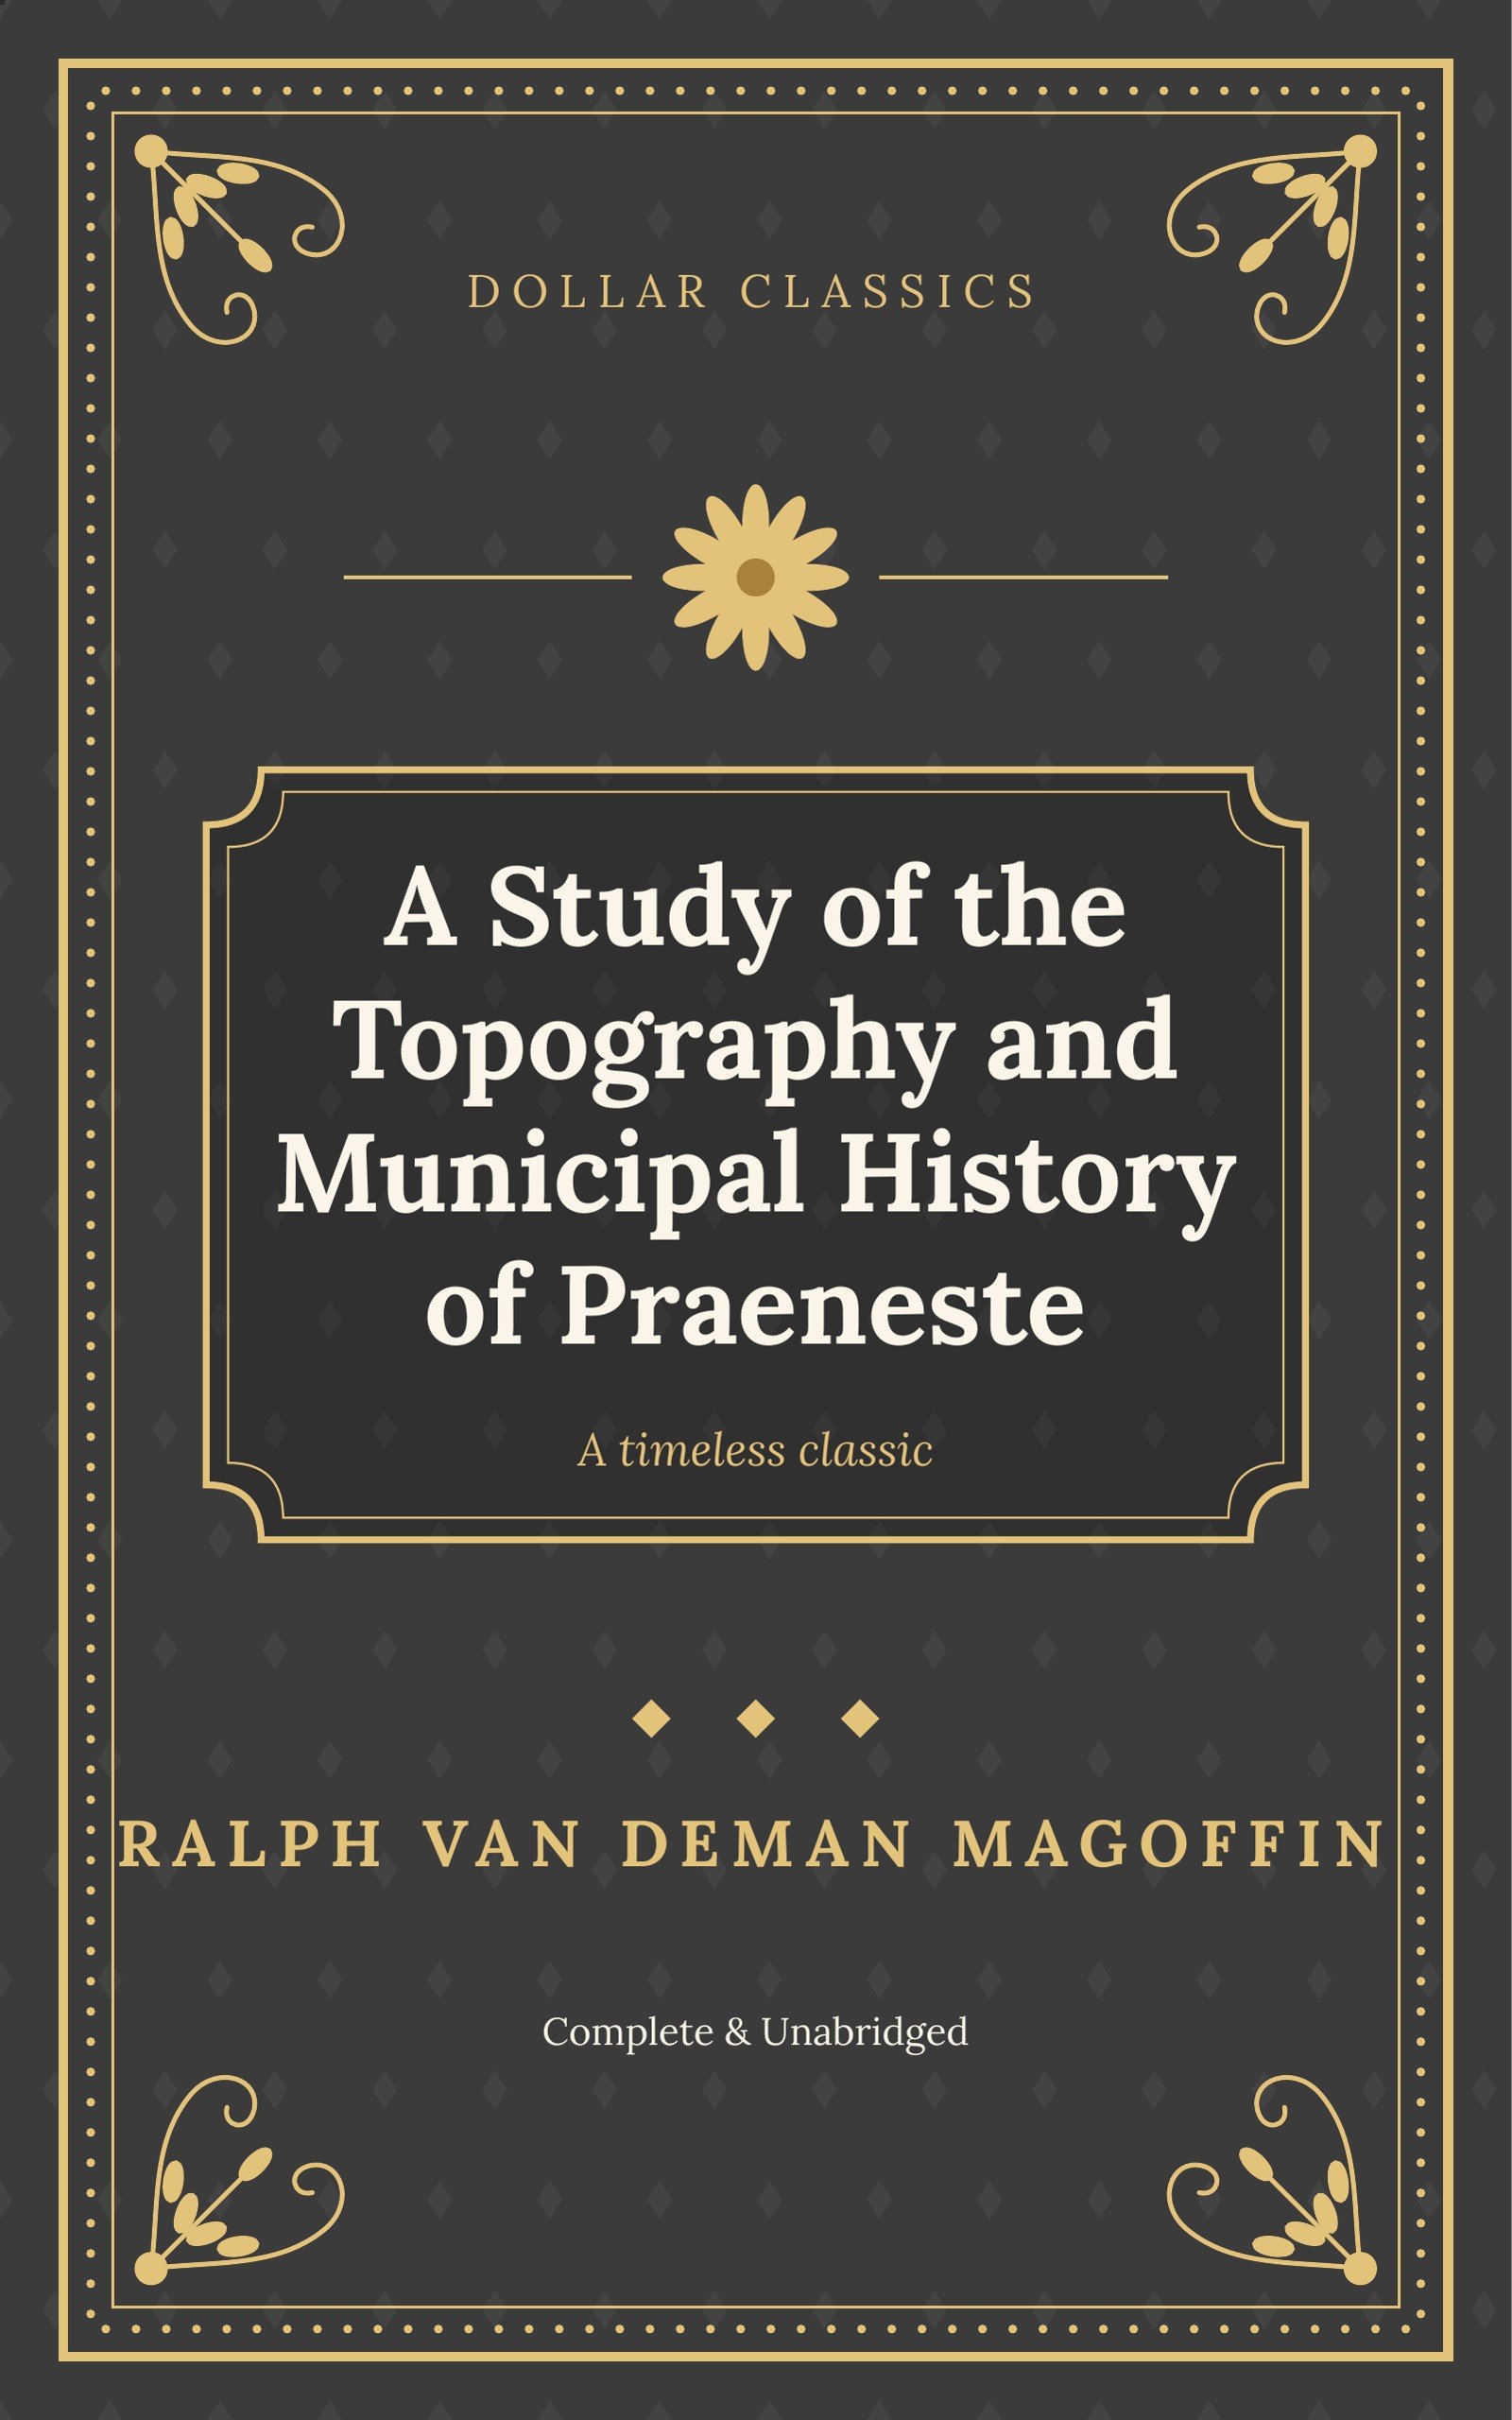 DOLLAR CLASSICS
A Study of the
Topography and
Municipal History
of Praeneste
A timeless classic
RALPH VAN DEMAN MAGOFFIN
Complete & Unabridged